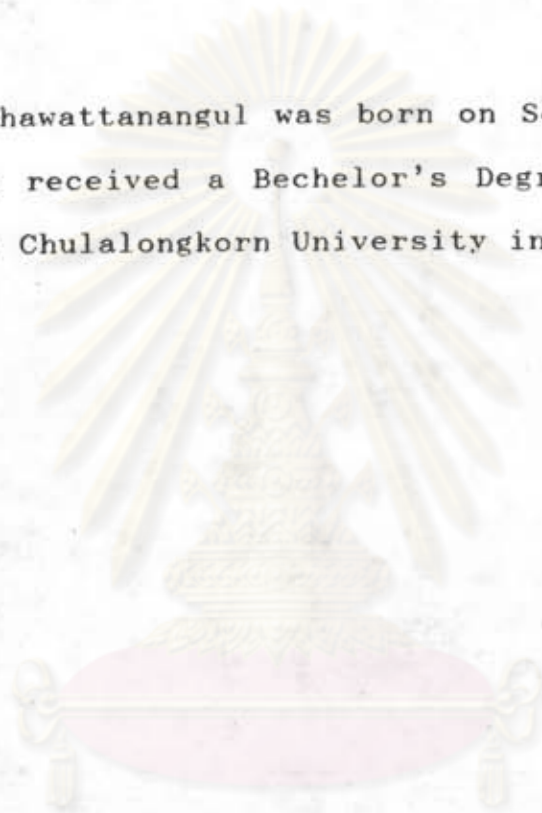 hawattanangul was born on S
received a Bechelor's Degr
Chulalongkorn University in